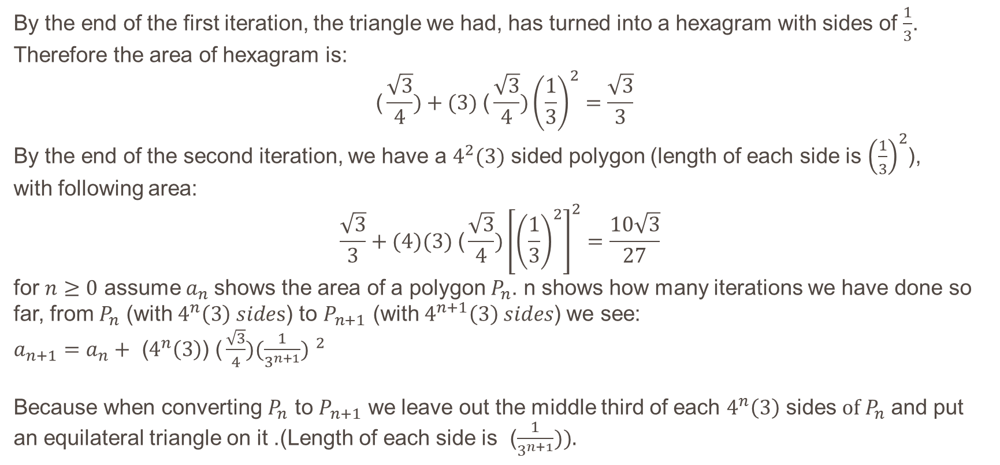 By the end of the first iteration, the triangle we had, has turned into a hexagram with sides of $\frac{1}{3}$.
Therefore the area of hexagram is:
$(\frac{\sqrt{3}}{4}) + (3) (\frac{\sqrt{3}}{4}) \left(\frac{1}{3}\right)^2 = \frac{\sqrt{3}}{3}$
By the end of the second iteration, we have a $4^2(3)$ sided polygon (length of each side is $\left(\frac{1}{3}\right)^2$),
with following area:
$\frac{\sqrt{3}}{3} + (4)(3) (\frac{\sqrt{3}}{4}) \left[\left(\frac{1}{3}\right)^2\right]^2 = \frac{10\sqrt{3}}{27}$
for $n \geq 0$ assume $a_n$ shows the area of a polygon $P_n$. n shows how many iterations we have done so
far, from $P_n$ (with $4^n(3)$ sides) to $P_{n+1}$ (with $4^{n+1}(3)$ sides) we see:
$a_{n+1} = a_n + (4^n(3)) (\frac{\sqrt{3}}{4})(\frac{1}{3^{n+1}})^2$
Because when converting $P_n$ to $P_{n+1}$ we leave out the middle third of each $4^n(3)$ sides of $P_n$ and put
an equilateral triangle on it .(Length of each side is $(\frac{1}{3^{n+1}})$).